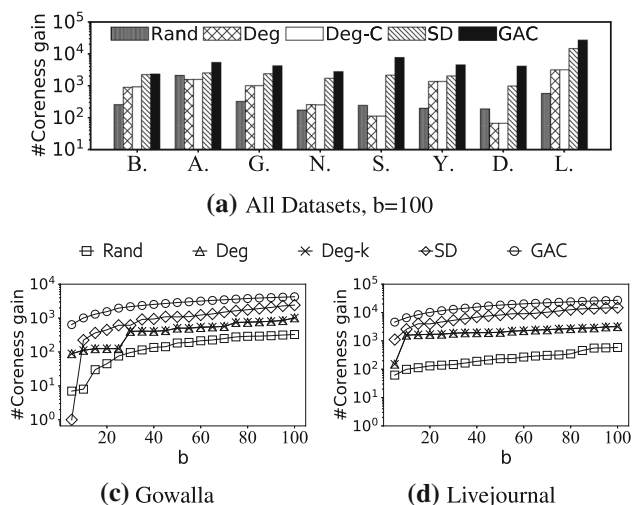 #Coreness gain
10^5
10^4
10^3
10^2
10^1
Rand Deg Deg-C SD GAC
B. A. G. N. S. Y. D. L.
(a) All Datasets, b=100
Rand Deg Deg-k SD GAC
#Coreness gain
10^4
10^3
10^2
10^1
10^0
20 40 60 80 100
b
(c) Gowalla
#Coreness gain
10^5
10^4
10^3
10^2
10^1
10^0
20 40 60 80 100
b
(d) Livejournal